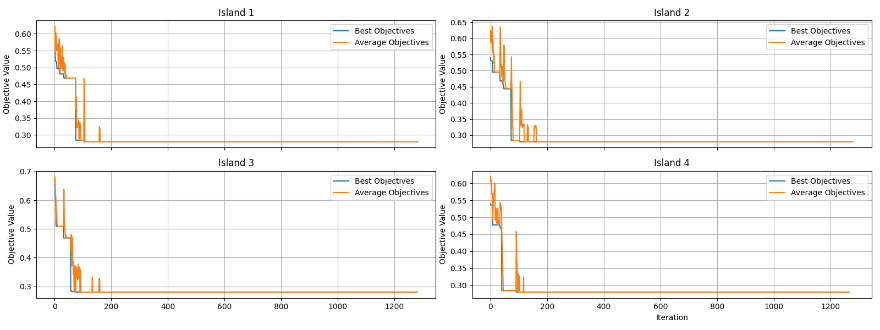 Island 1
Objective Value
0.60
0.55
0.50
0.45
0.40
0.35
0.30
Best Objectives
Average Objectives
Island 2
Objective Value
0.65
0.60
0.55
0.50
0.45
0.40
0.35
0.30
Best Objectives
Average Objectives
Island 3
Objective Value
0.7
0.6
0.5
0.4
0.3
0
200
400
600
800
1000
1200
Best Objectives
Average Objectives
Island 4
Objective Value
0.60
0.55
0.50
0.45
0.40
0.35
0.30
0
200
400
600
800
1000
1200
Best Objectives
Average Objectives
Iteration